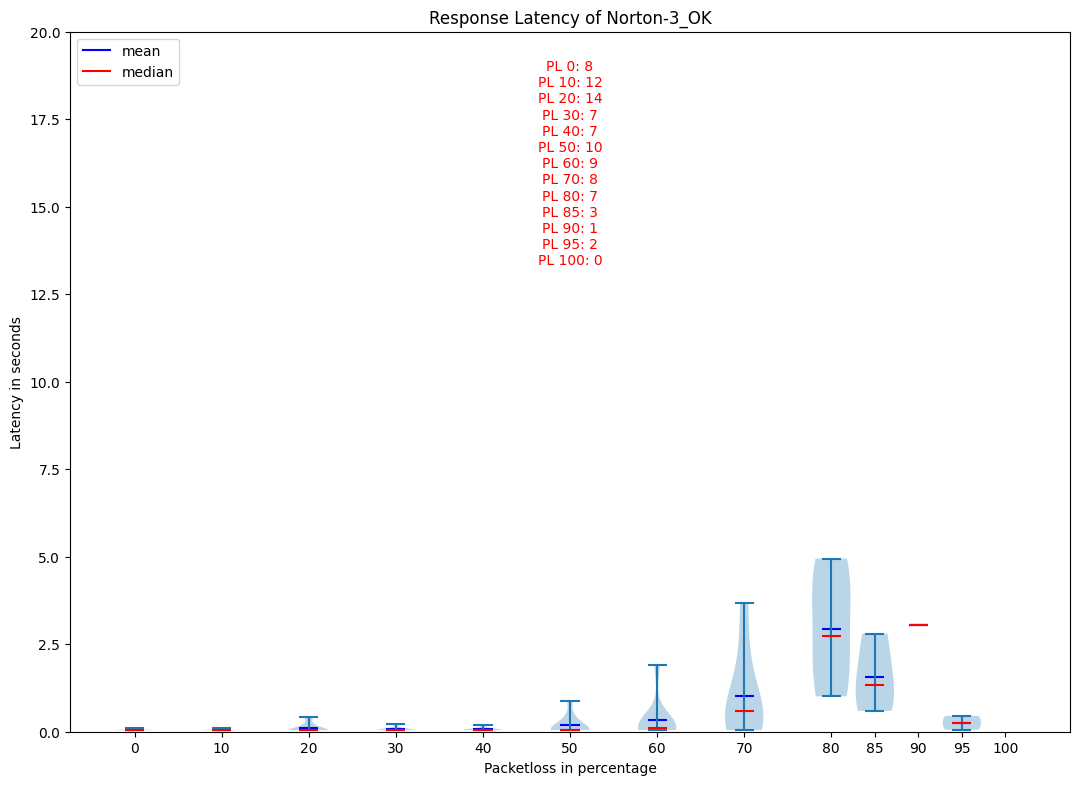 Response Latency of Norton-3_OK
mean
median
PL 0: 8
PL 10: 12
PL 20: 14
PL 30: 7
PL 40: 7
PL 50: 10
PL 60: 9
PL 70: 8
PL 80: 7
PL 85: 3
PL 90: 1
PL 95: 2
PL 100: 0
Latency in seconds
20.0
17.5
15.0
12.5
10.0
7.5
5.0
2.5
0.0
0 10 20 30 40 50 60 70 80 85 90 95 100
Packetloss in percentage